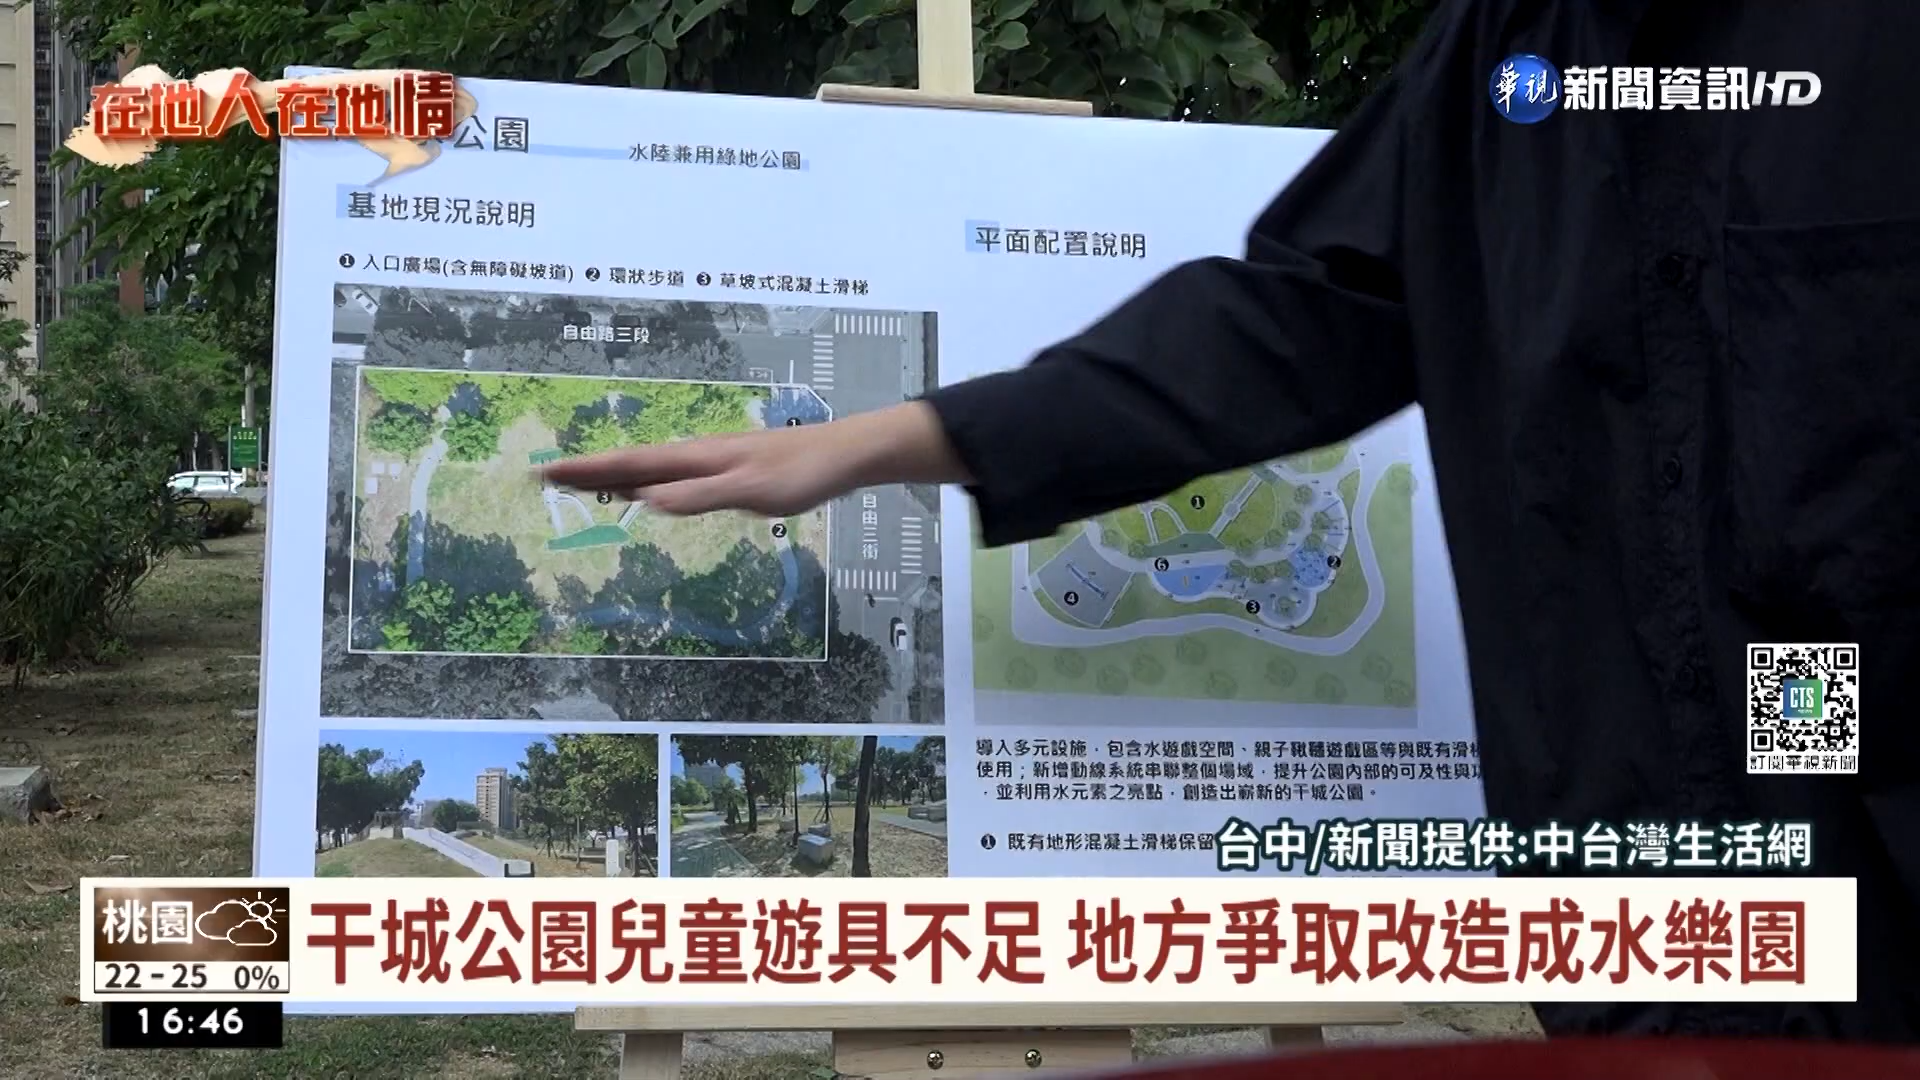 在地人在地情
華視 新聞資訊HD
公園
水陸兼用綠地公園
基地現況說明
❶ 入口廣場(含無障礙坡道) ❷ 環狀步道 ❸ 草坡式混凝土滑梯
自由路三段
1
3
2
自由三街
平面配置說明
1
2
6
3
4
導入多元設施，包含水遊戲空間、親子鞦韆遊戲區等與既有滑
使用；新增動線系統串聯整個場域，提升公園內部的可及性與
，並利用水元素之亮點，創造出嶄新的干城公園。
❶ 既有地形混凝土滑梯保留
CTS
訂閱華視新聞
台中/新聞提供:中台灣生活網
干城公園兒童遊具不足 地方爭取改造成水樂園
桃園
22-25 0%
16:46